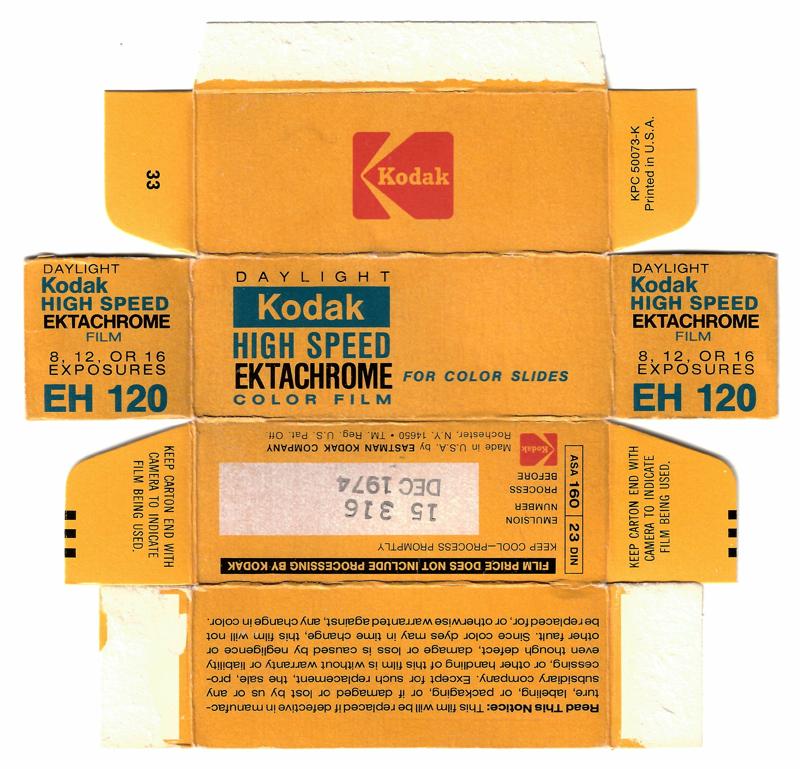 33
Kodak
KPC 50073-K
Printed in U.S.A.
DAYLIGHT
Kodak
HIGH SPEED
EKTACHROME
FILM
8, 12, OR 16
EXPOSURES
EH 120
DAYLIGHT
Kodak
HIGH SPEED
EKTACHROME
COLOR FILM
FOR COLOR SLIDES
DAYLIGHT
Kodak
HIGH SPEED
EKTACHROME
FILM
8, 12, OR 16
EXPOSURES
EH 120
KEEP CARTON END WITH
CAMERA TO INDICATE
FILM BEING USED.
FILM PRICE DOES NOT INCLUDE PROCESSING BY KODAK
KEEP COOL—PROCESS PROMPTLY
EMULSION
NUMBER
15 316
PROCESS
BEFORE
DEC 1974
Made in U.S.A. by EASTMAN KODAK COMPANY
Rochester, N.Y. 14650 • TM. Reg. U.S. Pat. Off
Kodak
ASA 160 23 DIN
KEEP CARTON END WITH
CAMERA TO INDICATE
FILM BEING USED.
Read This Notice: This film will be replaced if defective in manufac-
ture, labeling, or packaging, or if damaged or lost by us or any
subsidiary company. Except for such replacement, the sale, pro-
cessing, or other handling of this film is without warranty or liability
even though defect, damage or loss is caused by negligence or
other fault. Since color dyes may in time change, this film will not
be replaced for, or otherwise warranted against, any change in color.